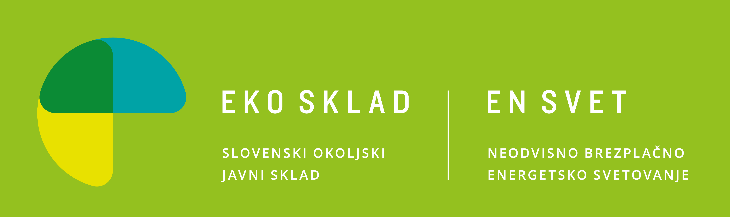 EKO SKLAD
SLOVENSKI OKOLJSKI
JAVNI SKLAD
EN SVET
NEODVISNO BREZPLAČNO
ENERGETSKO SVETOVANJE